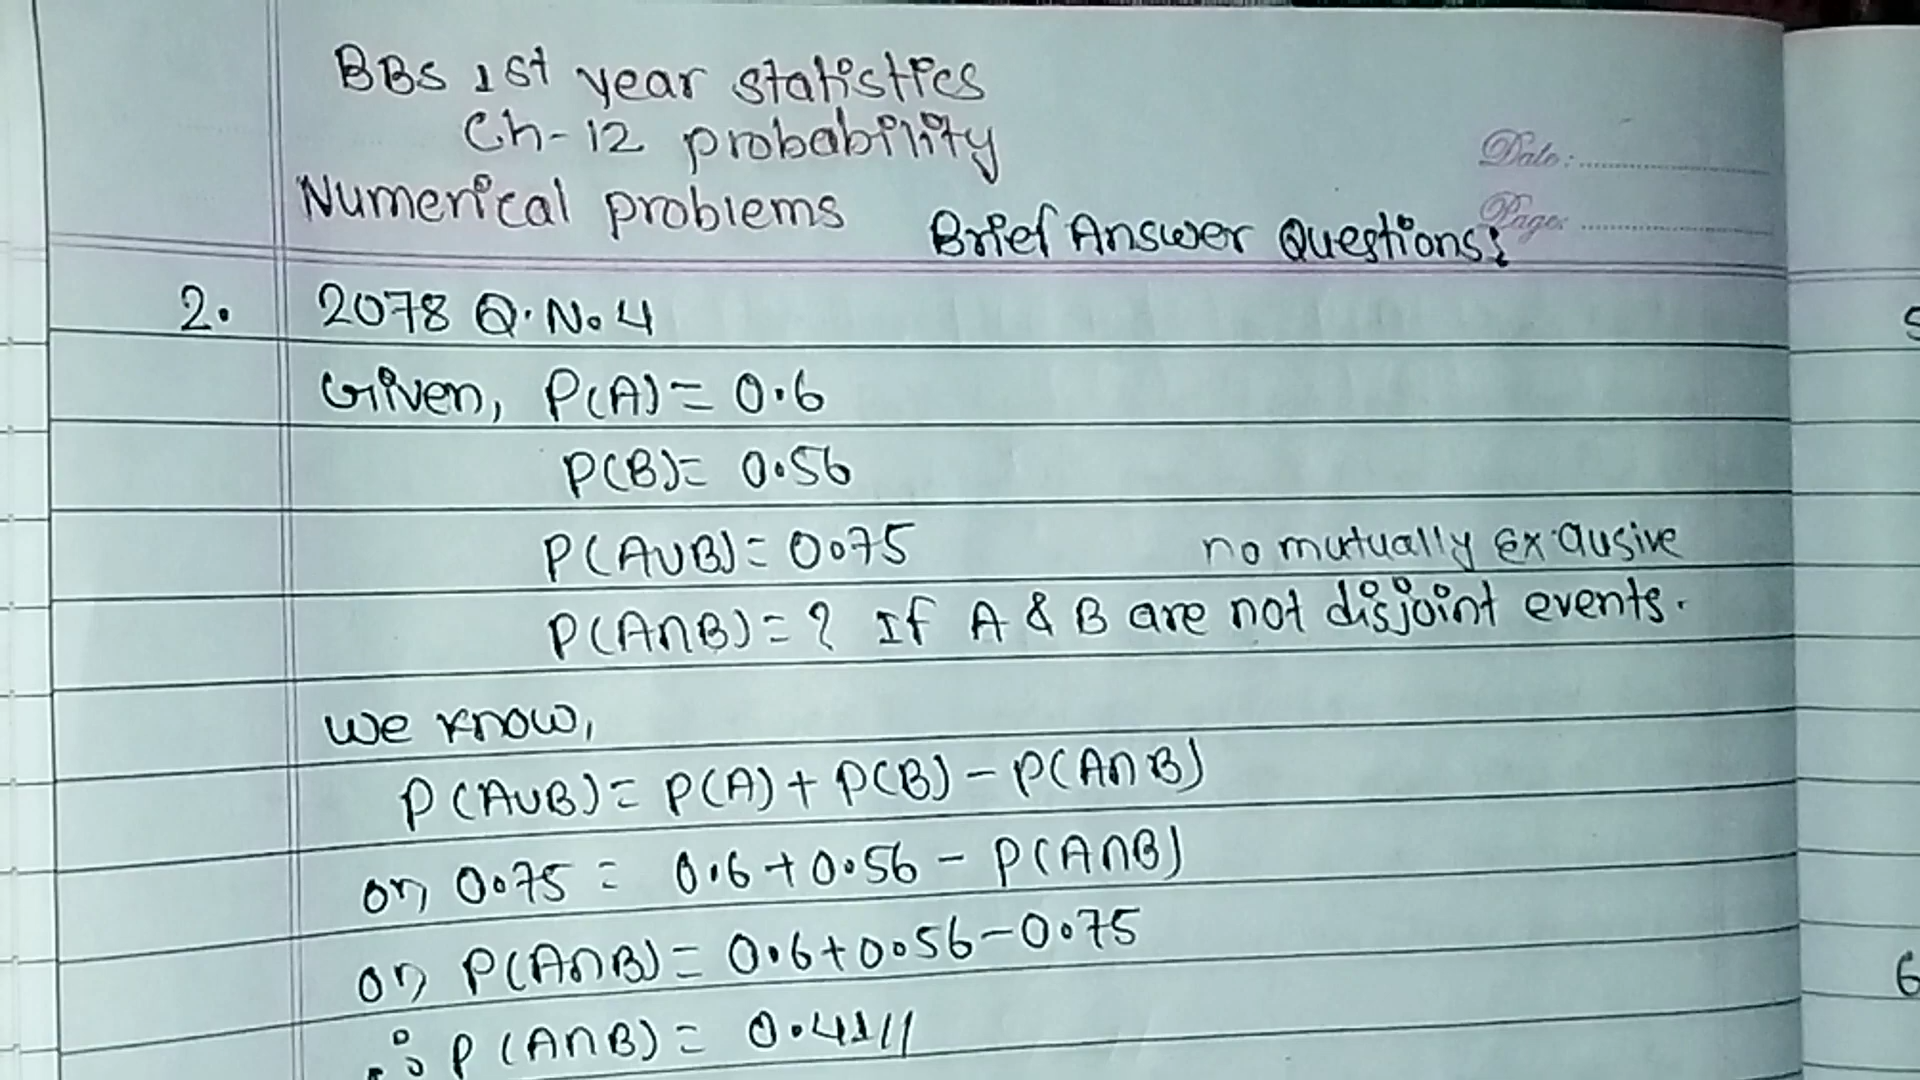 BBS 1st year statistics
Ch-12 probability
Numerical problems
Date:
Page:
Brief Answer Questions:
2. 2078 Q.No 4
Given, P(A) = 0.6
P(B) = 0.56
P(A∪B) = 0.75
no mutually exclusive
P(A∩B) = ? If A & B are not disjoint events.
we know,
P(A∪B) = P(A) + P(B) - P(A∩B)
or, 0.75 = 0.6 + 0.56 - P(A∩B)
or, P(A∩B) = 0.6 + 0.56 - 0.75
∴ P(A∩B) = 0.41//
6